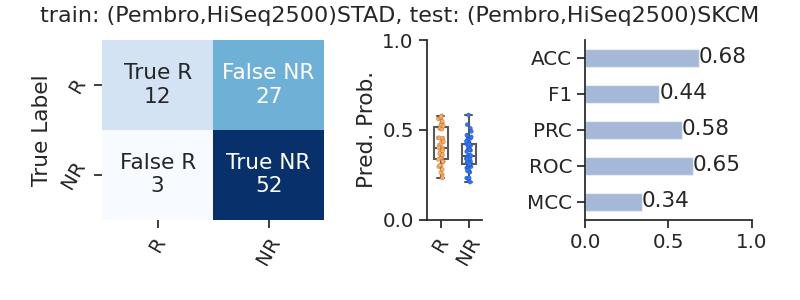 train: (Pembro,HiSeq2500)STAD, test: (Pembro,HiSeq2500)SKCM
True Label
R
NR
True R
12
False NR
27
False R
3
True NR
52
R
NR
Pred. Prob.
1.0
0.5
0.0
R
NR
ACC
0.68
F1
0.44
PRC
0.58
ROC
0.65
MCC
0.34
0.0
0.5
1.0